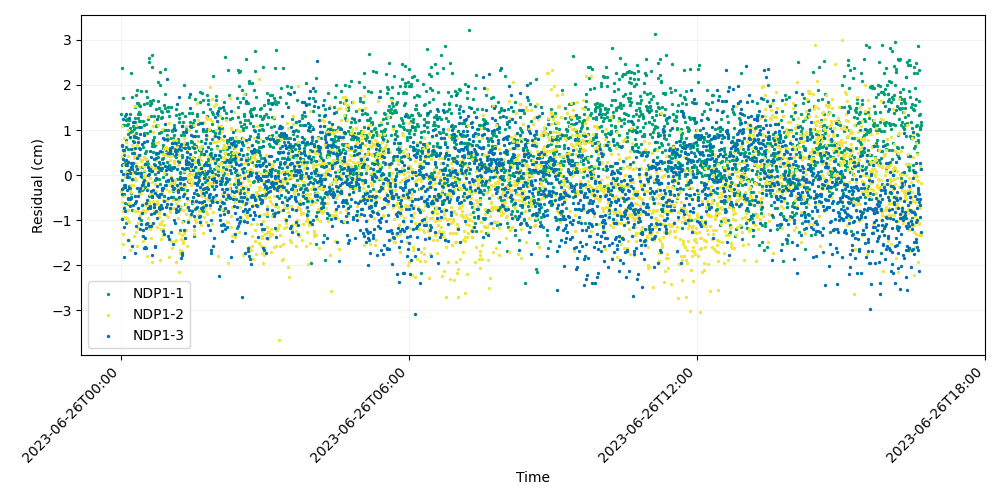 3
2
1
0
−1
−2
−3
Residual (cm)
NDP1-1
NDP1-2
NDP1-3
2023-06-26T00:00
2023-06-26T06:00
2023-06-26T12:00
2023-06-26T18:00
Time